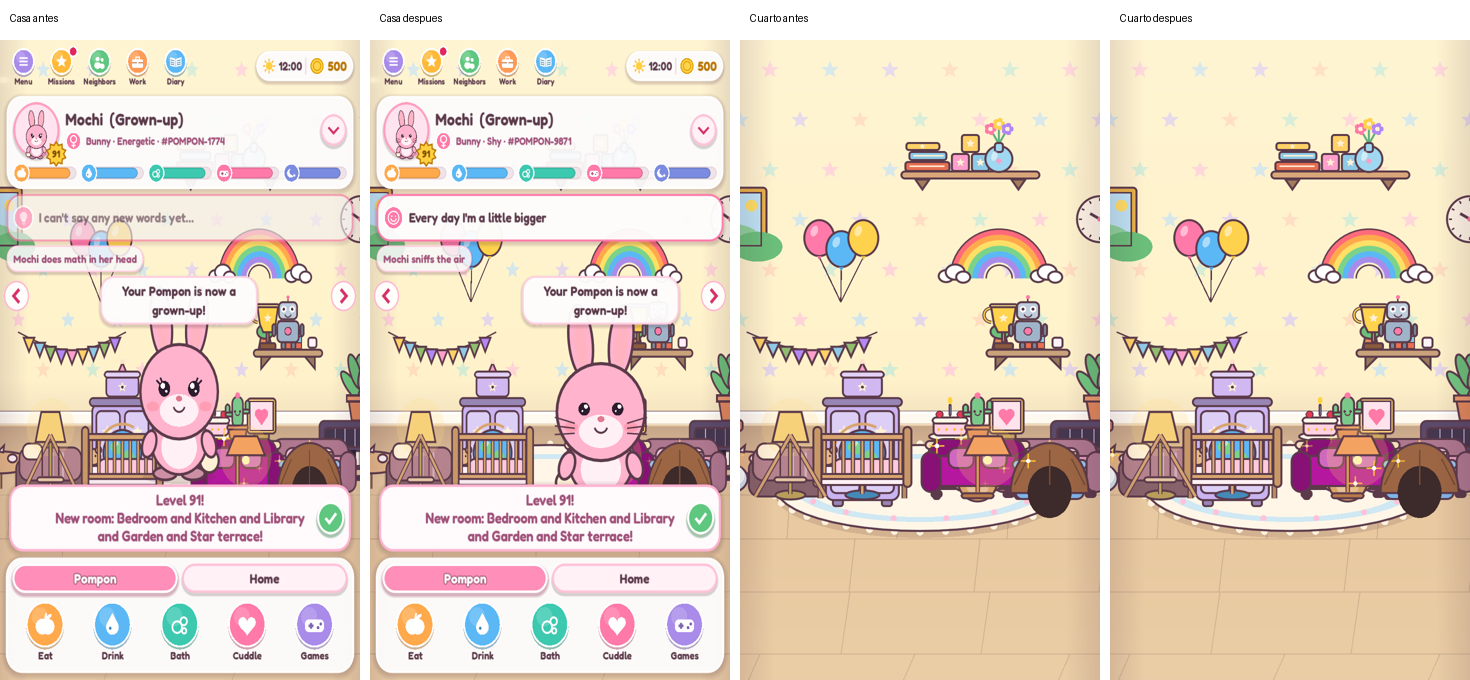 Casa antes
Casa despues
Cuarto antes
Cuarto despues
Menu
Missions
Neighbors
Work
Diary
12:00
500
Mochi (Grown-up)
Bunny · Energetic · #POMPON-1774
91
I can't say any new words yet...
Mochi does math in her head
Your Pompon is now a
grown-up!
Level 91!
New room: Bedroom and Kitchen and Library
and Garden and Star terrace!
Pompon
Home
Eat
Drink
Bath
Cuddle
Games
Menu
Missions
Neighbors
Work
Diary
12:00
500
Mochi (Grown-up)
Bunny · Shy · #POMPON-9871
91
Every day I'm a little bigger
Mochi sniffs the air
Your Pompon is now a
grown-up!
Level 91!
New room: Bedroom and Kitchen and Library
and Garden and Star terrace!
Pompon
Home
Eat
Drink
Bath
Cuddle
Games